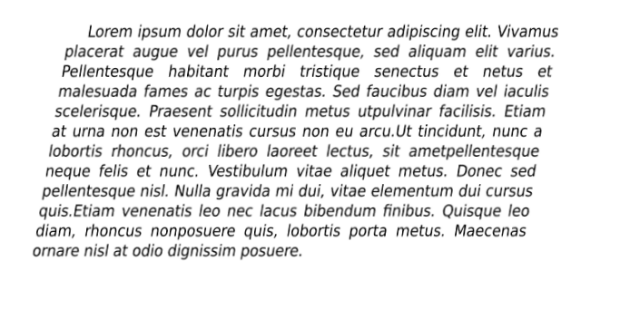 Lorem ipsum dolor sit amet, consectetur adipiscing elit. Vivamus
placerat augue vel purus pellentesque, sed aliquam elit varius.
Pellentesque habitant morbi tristique senectus et netus et
malesuada fames ac turpis egestas. Sed faucibus diam vel iaculis
scelerisque. Praesent sollicitudin metus utpulvinar facilisis. Etiam
at urna non est venenatis cursus non eu arcu.Ut tincidunt, nunc a
lobortis rhoncus, orci libero laoreet lectus, sit ametpellentesque
neque felis et nunc. Vestibulum vitae aliquet metus. Donec sed
pellentesque nisl. Nulla gravida mi dui, vitae elementum dui cursus
quis.Etiam venenatis leo nec lacus bibendum finibus. Quisque leo
diam, rhoncus nonposuere quis, lobortis porta metus. Maecenas
ornare nisl at odio dignissim posuere.